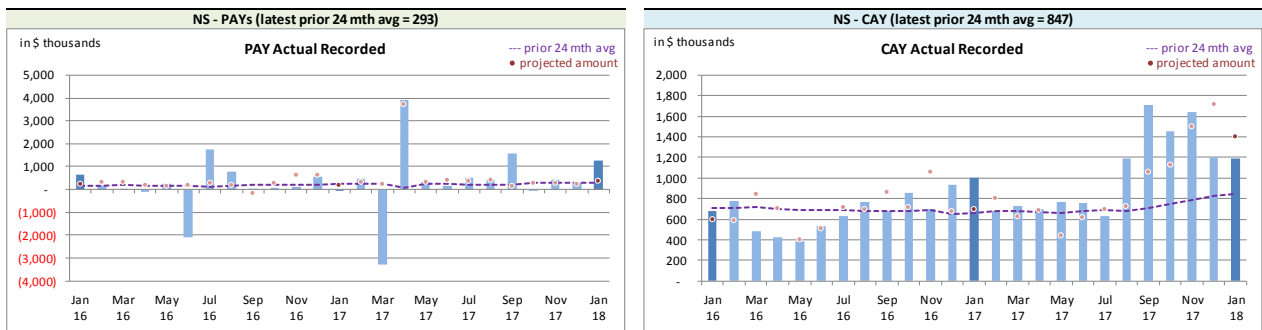 NS - PAYs (latest prior 24 mth avg = 293)
in $ thousands
PAY Actual Recorded
--- prior 24 mth avg
projected amount
5,000
4,000
3,000
2,000
1,000
-
(1,000)
(2,000)
(3,000)
(4,000)
Jan Mar May Jul Sep Nov Jan Mar May Jul Sep Nov Jan
16 16 16 16 16 16 17 17 17 17 17 17 18
NS - CAY (latest prior 24 mth avg = 847)
in $ thousands
CAY Actual Recorded
--- prior 24 mth avg
projected amount
2,000
1,800
1,600
1,400
1,200
1,000
800
600
400
200
-
Jan Mar May Jul Sep Nov Jan Mar May Jul Sep Nov Jan
16 16 16 16 16 16 17 17 17 17 17 17 18